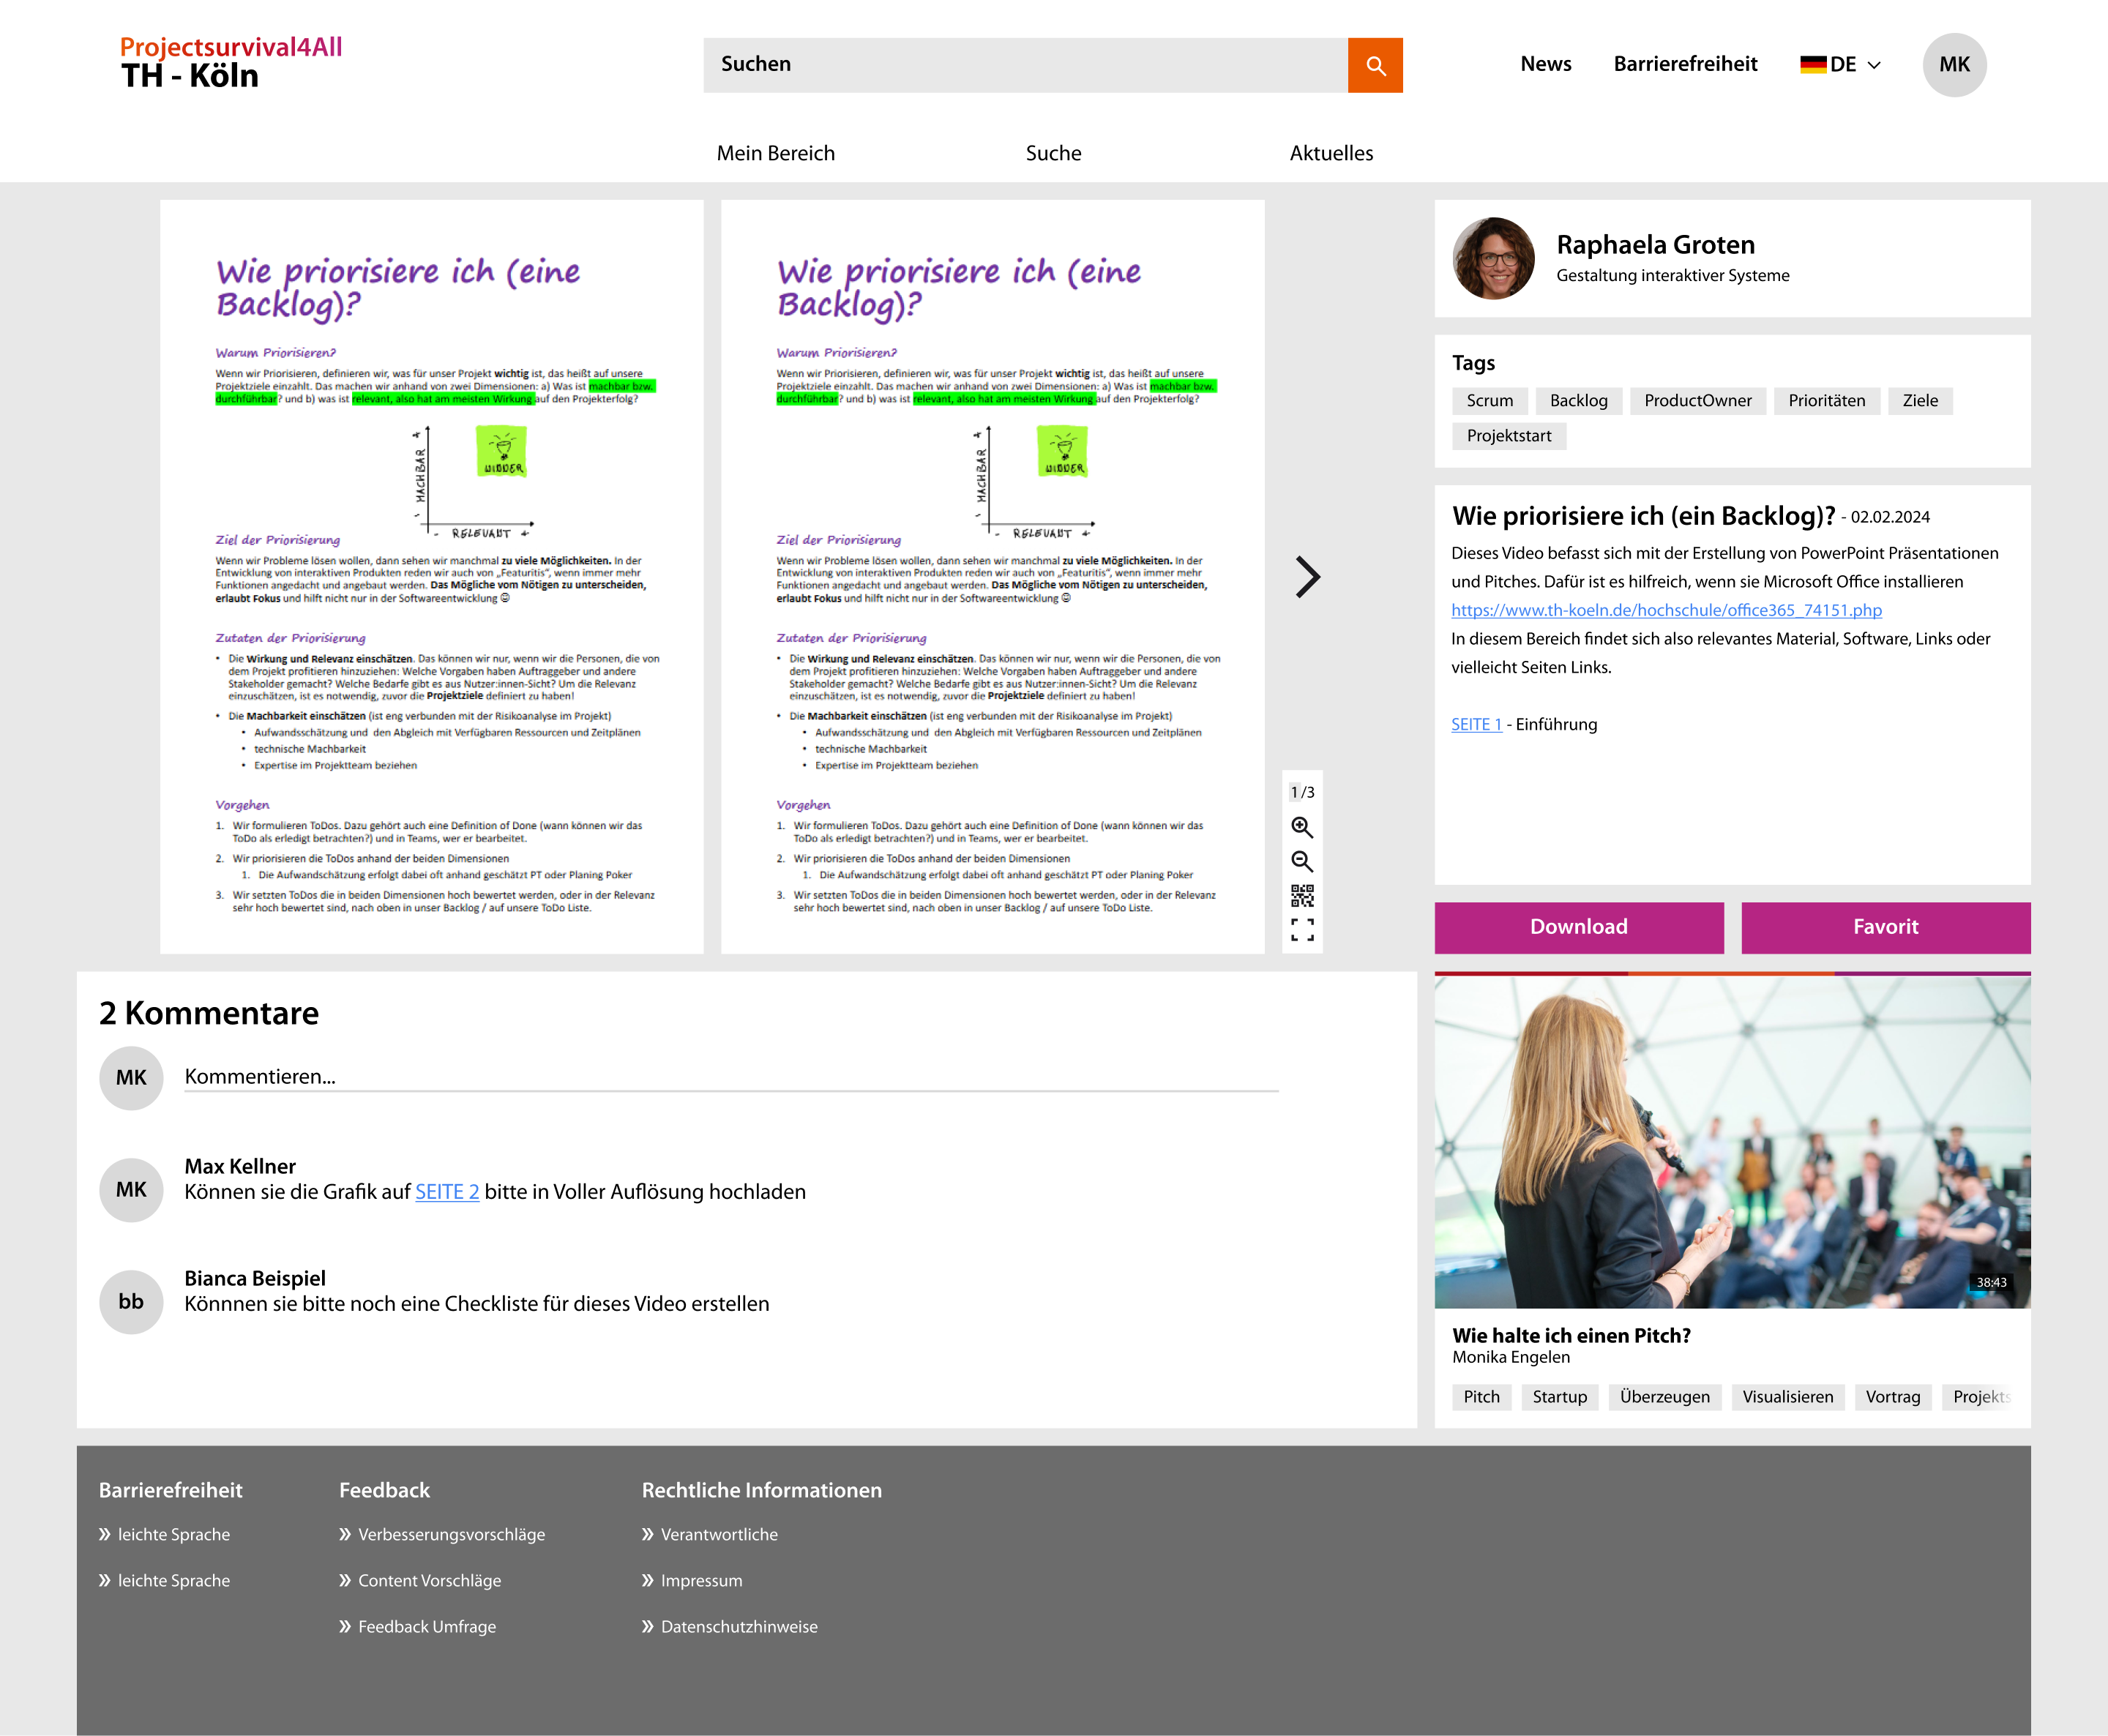 Projectsurvival4All
TH - Köln
Suchen
News
Barrierefreiheit
DE
MK
Mein Bereich
Suche
Aktuelles
Wie priorisiere ich (eine
Backlog)?
Warum Priorisieren?
Wenn wir Priorisieren, definieren wir, was für unser Projekt wichtig ist, das heißt auf unsere
Projektziele einzahlt. Das machen wir anhand von zwei Dimensionen: a) Was ist machbar bzw.
durchführbar? und b) was ist relevant, also hat am meisten Wirkung auf den Projekterfolg?
- MACHBAR +
WIDDER
- RELEVANT +
Ziel der Priorisierung
Wenn wir Probleme lösen wollen, dann sehen wir manchmal zu viele Möglichkeiten. In der
Entwicklung von interaktiven Produkten reden wir auch von „Featuritis“, wenn immer mehr
Funktionen angedacht und angebaut werden. Das Mögliche vom Nötigen zu unterscheiden,
erlaubt Fokus und hilft nicht nur in der Softwareentwicklung ☺
Zutaten der Priorisierung
• Die Wirkung und Relevanz einschätzen. Das können wir nur, wenn wir die Personen, die von
dem Projekt profitieren hinzuziehen: Welche Vorgaben haben Auftraggeber und andere
Stakeholder gemacht? Welche Bedarfe gibt es aus Nutzer:innen-Sicht? Um die Relevanz
einzuschätzen, ist es notwendig, zuvor die Projektziele definiert zu haben!
• Die Machbarkeit einschätzen (ist eng verbunden mit der Risikoanalyse im Projekt)
• Aufwandsschätzung und den Abgleich mit Verfügbaren Ressourcen und Zeitplänen
• technische Machbarkeit
• Expertise im Projektteam beziehen
Vorgehen
1. Wir formulieren ToDos. Dazu gehört auch eine Definition of Done (wann können wir das
ToDo als erledigt betrachten?) und in Teams, wer er bearbeitet.
2. Wir priorisieren die ToDos anhand der beiden Dimensionen
1. Die Aufwandschätzung erfolgt dabei oft anhand geschätzt PT oder Planing Poker
3. Wir setzten ToDos die in beiden Dimensionen hoch bewertet werden, oder in der Relevanz
sehr hoch bewertet sind, nach oben in unser Backlog / auf unsere ToDo Liste.
Wie priorisiere ich (eine
Backlog)?
Warum Priorisieren?
Wenn wir Priorisieren, definieren wir, was für unser Projekt wichtig ist, das heißt auf unsere
Projektziele einzahlt. Das machen wir anhand von zwei Dimensionen: a) Was ist machbar bzw.
durchführbar? und b) was ist relevant, also hat am meisten Wirkung auf den Projekterfolg?
- MACHBAR +
WIDDER
- RELEVANT +
Ziel der Priorisierung
Wenn wir Probleme lösen wollen, dann sehen wir manchmal zu viele Möglichkeiten. In der
Entwicklung von interaktiven Produkten reden wir auch von „Featuritis“, wenn immer mehr
Funktionen angedacht und angebaut werden. Das Mögliche vom Nötigen zu unterscheiden,
erlaubt Fokus und hilft nicht nur in der Softwareentwicklung ☺
Zutaten der Priorisierung
• Die Wirkung und Relevanz einschätzen. Das können wir nur, wenn wir die Personen, die von
dem Projekt profitieren hinzuziehen: Welche Vorgaben haben Auftraggeber und andere
Stakeholder gemacht? Welche Bedarfe gibt es aus Nutzer:innen-Sicht? Um die Relevanz
einzuschätzen, ist es notwendig, zuvor die Projektziele definiert zu haben!
• Die Machbarkeit einschätzen (ist eng verbunden mit der Risikoanalyse im Projekt)
• Aufwandsschätzung und den Abgleich mit Verfügbaren Ressourcen und Zeitplänen
• technische Machbarkeit
• Expertise im Projektteam beziehen
Vorgehen
1. Wir formulieren ToDos. Dazu gehört auch eine Definition of Done (wann können wir das
ToDo als erledigt betrachten?) und in Teams, wer er bearbeitet.
2. Wir priorisieren die ToDos anhand der beiden Dimensionen
1. Die Aufwandschätzung erfolgt dabei oft anhand geschätzt PT oder Planing Poker
3. Wir setzten ToDos die in beiden Dimensionen hoch bewertet werden, oder in der Relevanz
sehr hoch bewertet sind, nach oben in unser Backlog / auf unsere ToDo Liste.
1/3
Raphaela Groten
Gestaltung interaktiver Systeme
Tags
Scrum
Backlog
ProductOwner
Prioritäten
Ziele
Projektstart
Wie priorisiere ich (ein Backlog)? - 02.02.2024
Dieses Video befasst sich mit der Erstellung von PowerPoint Präsentationen
und Pitches. Dafür ist es hilfreich, wenn sie Microsoft Office installieren
https://www.th-koeln.de/hochschule/office365_74151.php
In diesem Bereich findet sich also relevantes Material, Software, Links oder
vielleicht Seiten Links.
SEITE 1 - Einführung
Download
Favorit
2 Kommentare
MK
Kommentieren...
MK
Max Kellner
Können sie die Grafik auf SEITE 2 bitte in Voller Auflösung hochladen
bb
Bianca Beispiel
Könnnen sie bitte noch eine Checkliste für dieses Video erstellen
38:43
Wie halte ich einen Pitch?
Monika Engelen
Pitch
Startup
Überzeugen
Visualisieren
Vortrag
Projekts
Barrierefreiheit
» leichte Sprache
» leichte Sprache
Feedback
» Verbesserungsvorschläge
» Content Vorschläge
» Feedback Umfrage
Rechtliche Informationen
» Verantwortliche
» Impressum
» Datenschutzhinweise